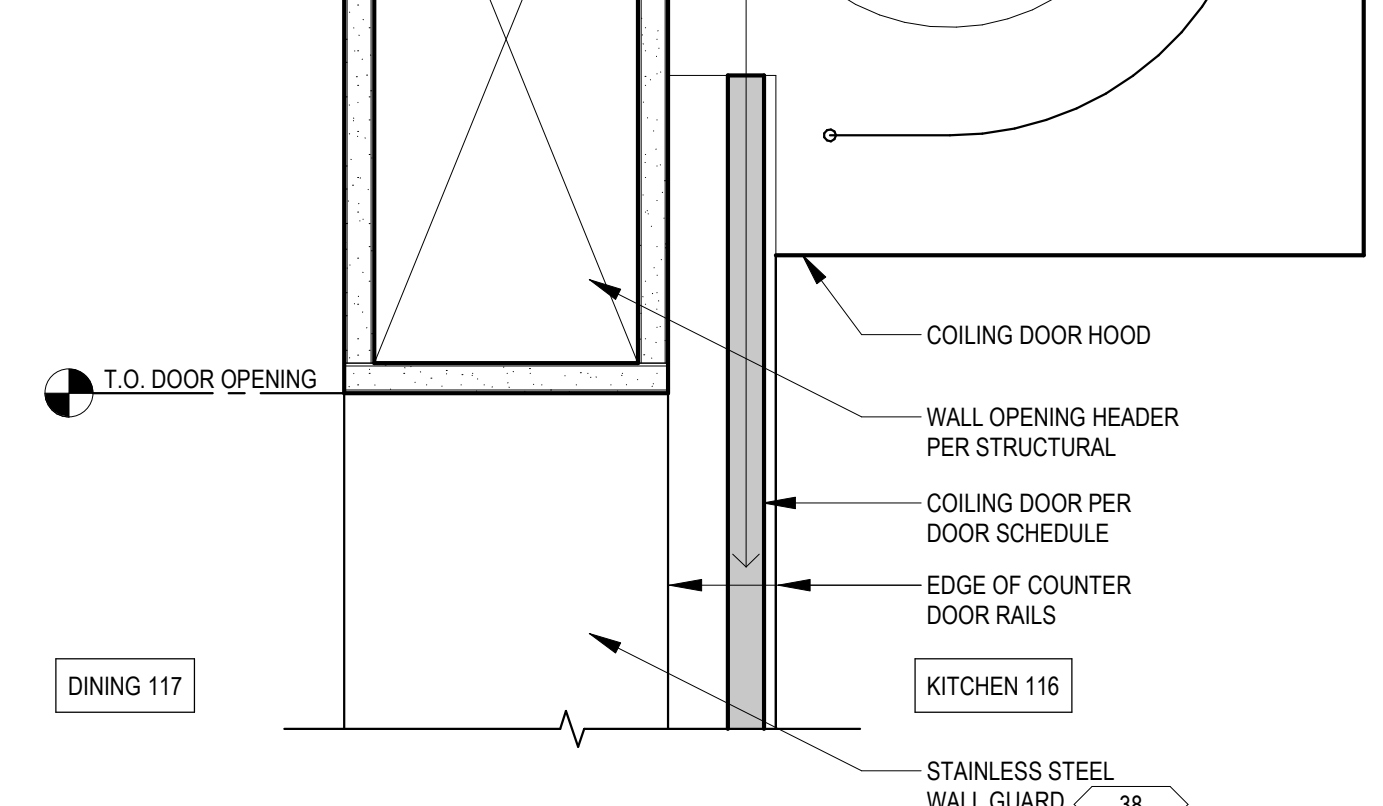 COILING DOOR HOOD
T.O. DOOR OPENING
WALL OPENING HEADER
PER STRUCTURAL
COILING DOOR PER
DOOR SCHEDULE
EDGE OF COUNTER
DOOR RAILS
DINING 117
KITCHEN 116
STAINLESS STEEL
WALL GUARD 38